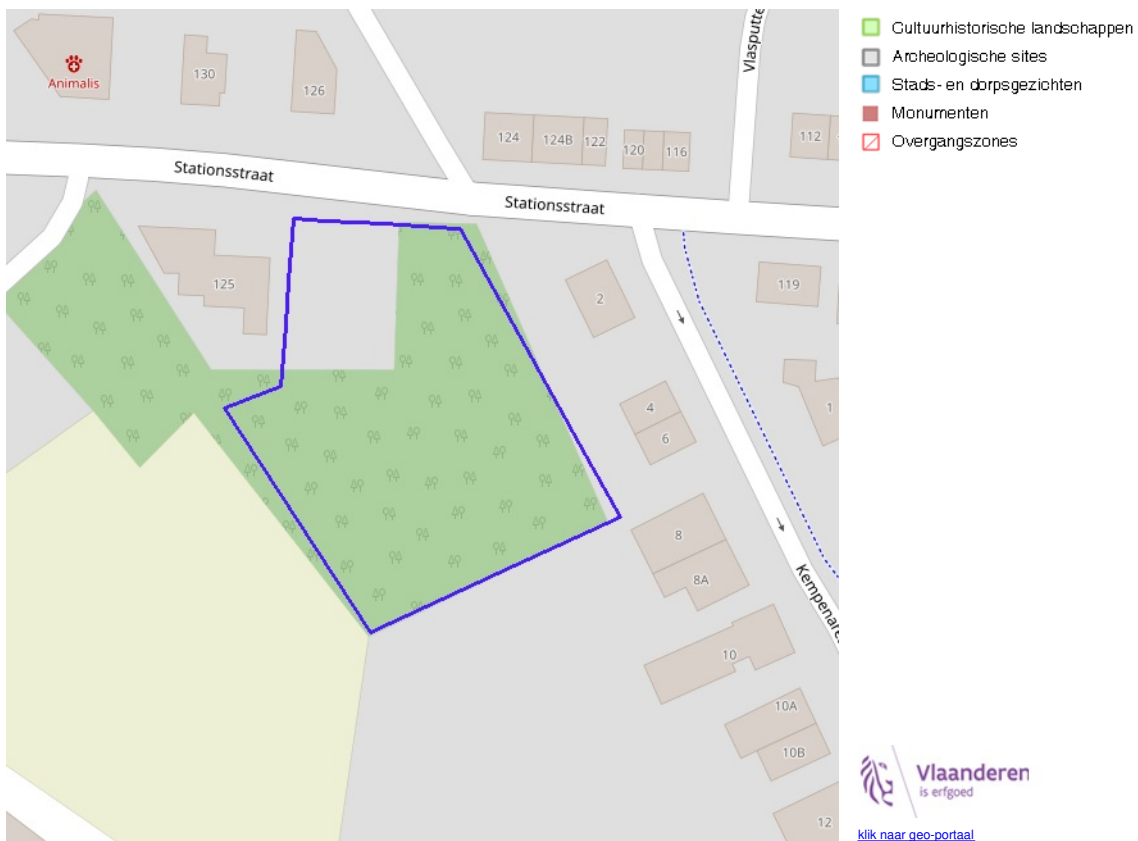 Animalis
130
126
124
124B
122
120
116
Vlasputte
112
Stationsstraat
Stationsstraat
125
2
119
4
6
1
8
8A
Kempenare
10
10A
10B
12
Cultuurhistorische landschappen
Archeologische sites
Stads- en dorpsgezichten
Monumenten
Overgangszones
Vlaanderen
is erfgoed
klik naar geo-portaal